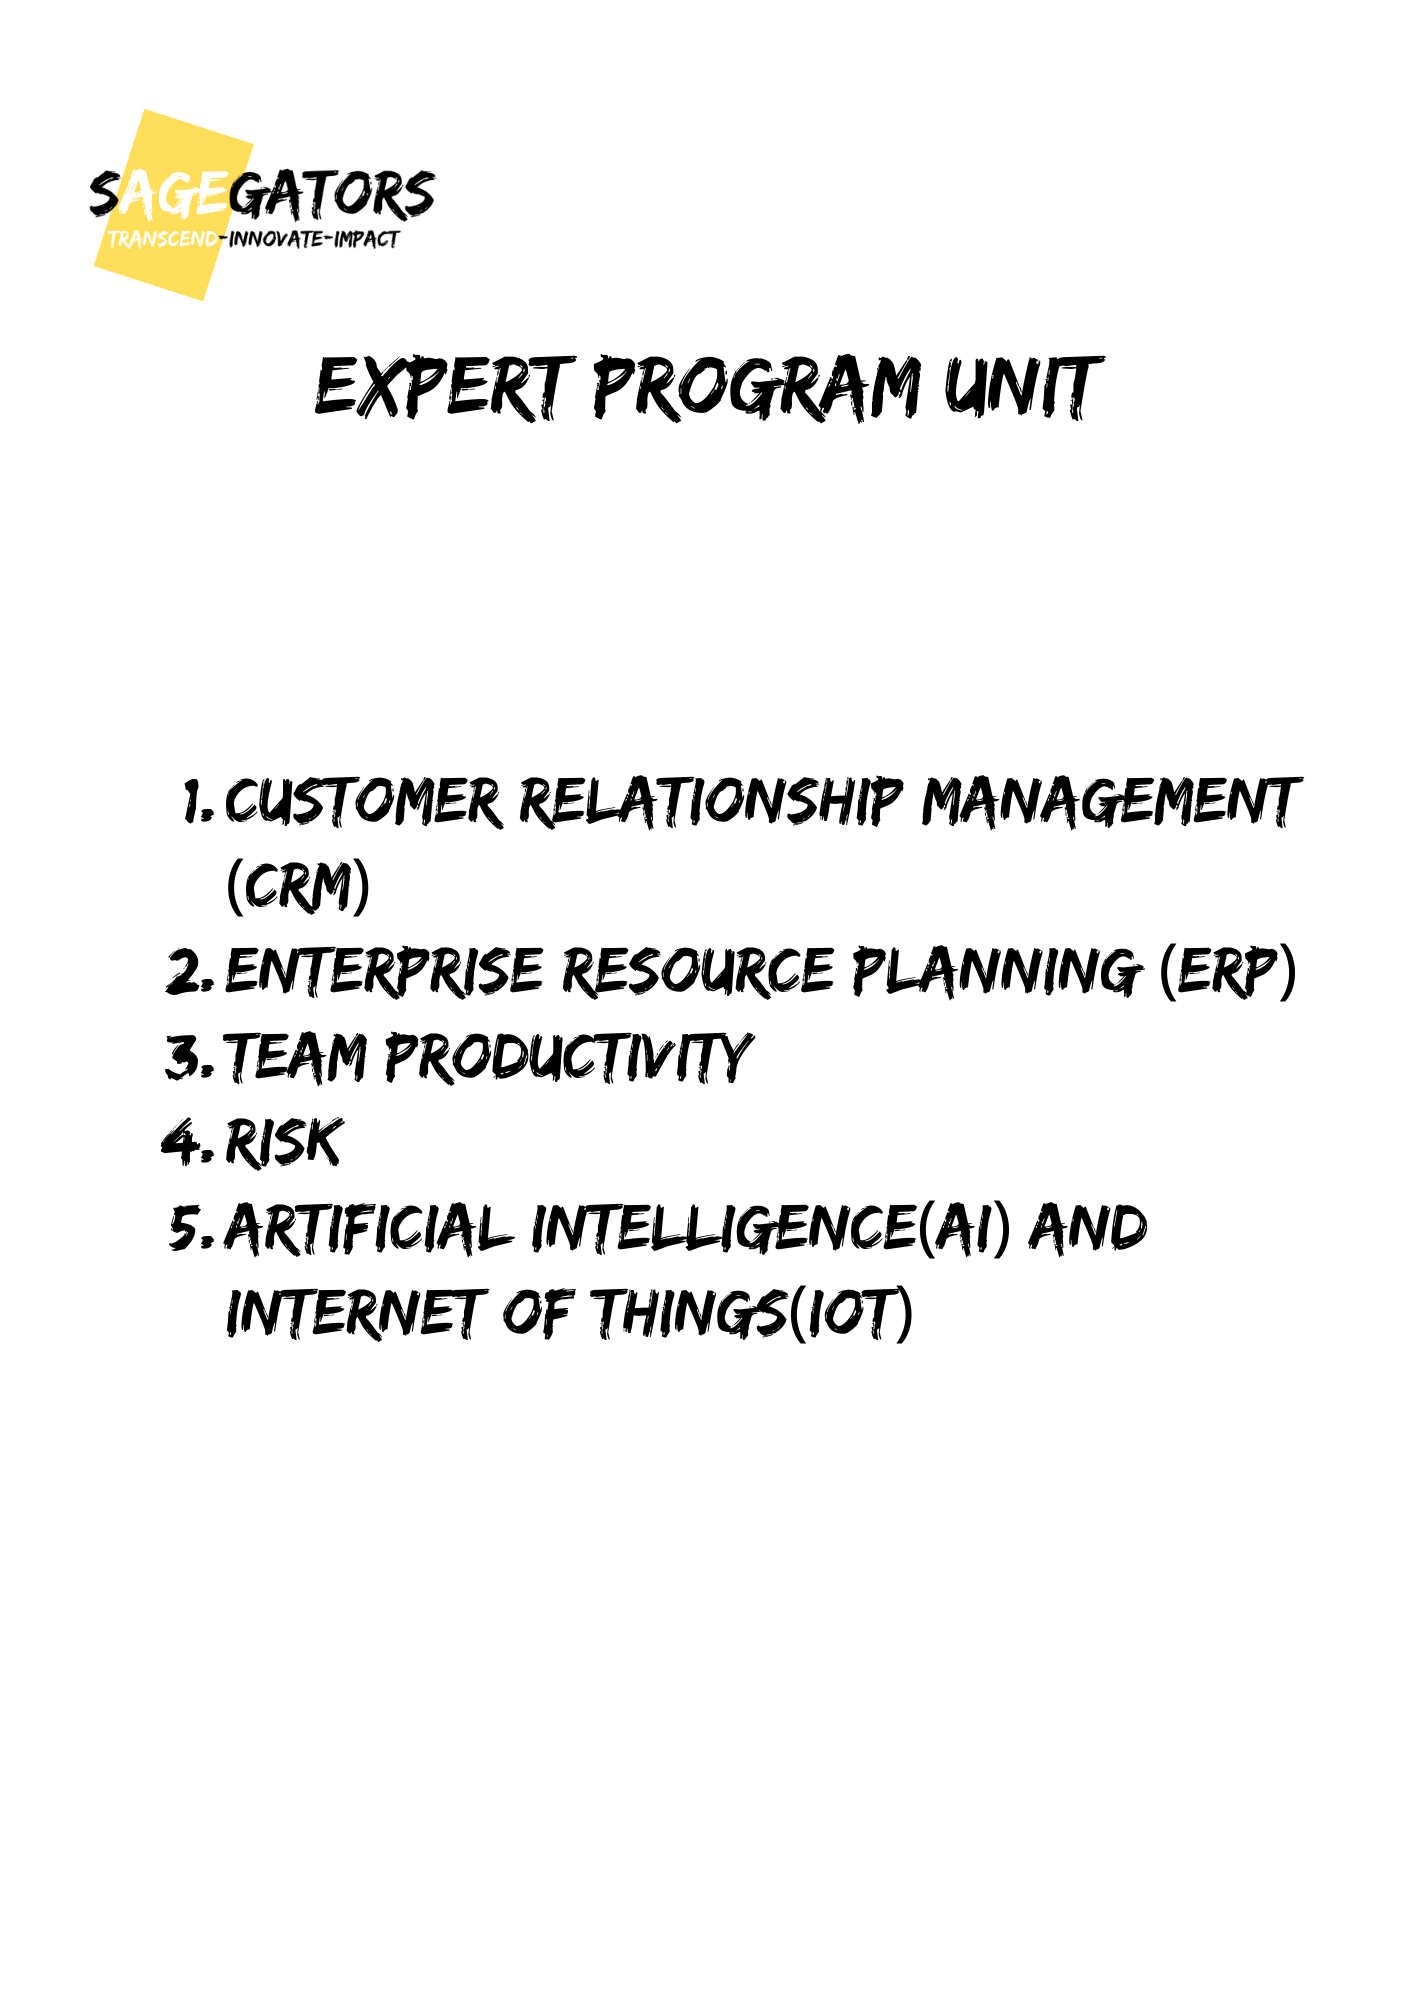 SAGEGATORS
TRANSCEND-INNOVATE-IMPACT
EXPERT PROGRAM UNIT
1. CUSTOMER RELATIONSHIP MANAGEMENT
(CRM)
2. ENTERPRISE RESOURCE PLANNING (ERP)
3. TEAM PRODUCTIVITY
4. RISK
5. ARTIFICIAL INTELLIGENCE(AI) AND
INTERNET OF THINGS(IOT)